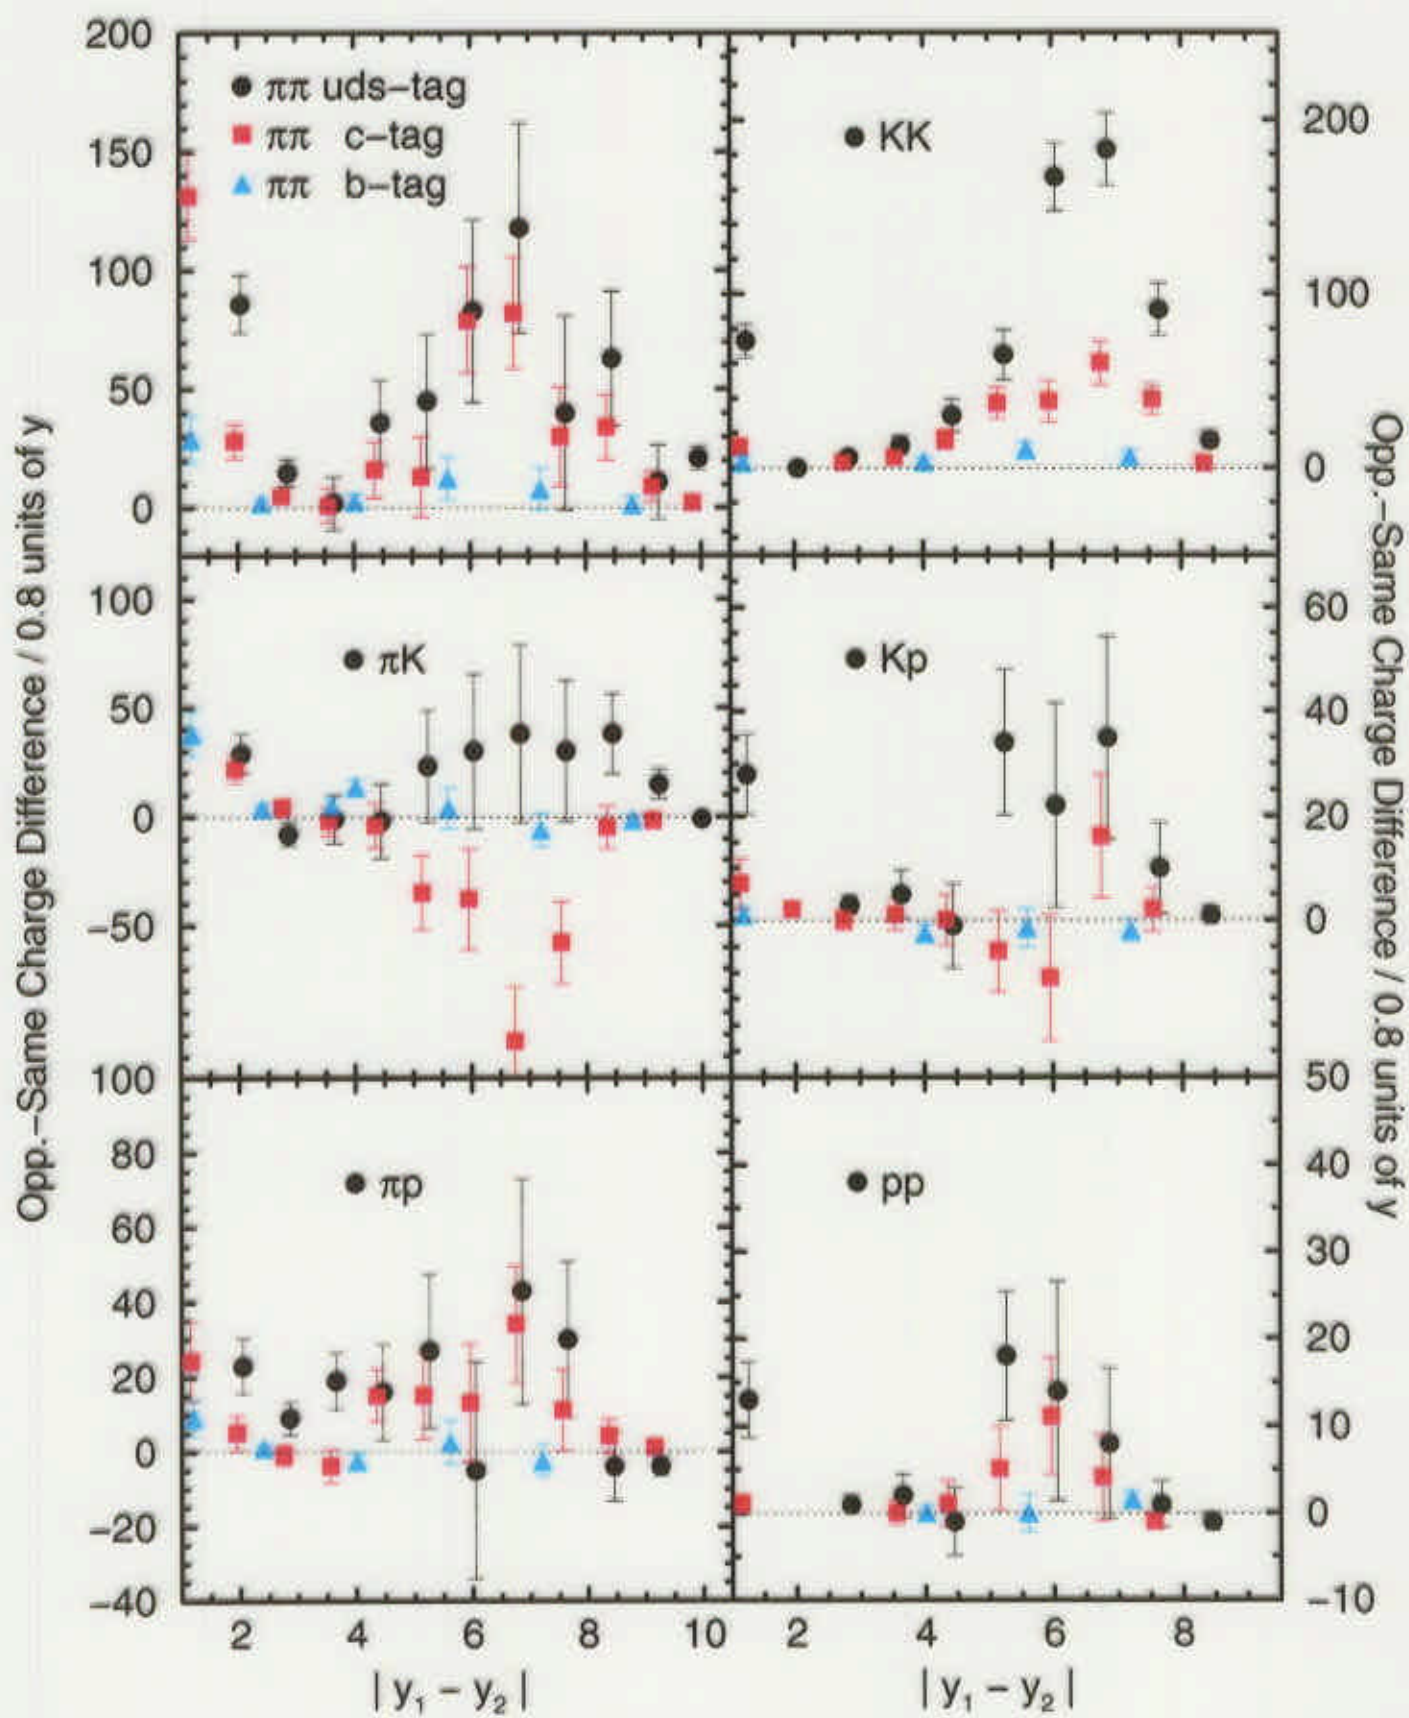 Opp.–Same Charge Difference / 0.8 units of y
200
150
100
50
0
ππ uds–tag
ππ c–tag
ππ b–tag
KK
200
100
0
Opp.–Same Charge Difference / 0.8 units of y
100
50
0
–50
πK
Kp
60
40
20
0
100
80
60
40
20
0
–20
–40
πp
pp
50
40
30
20
10
0
–10
2 4 6 8 10
2 4 6 8
| y₁ – y₂ |
| y₁ – y₂ |